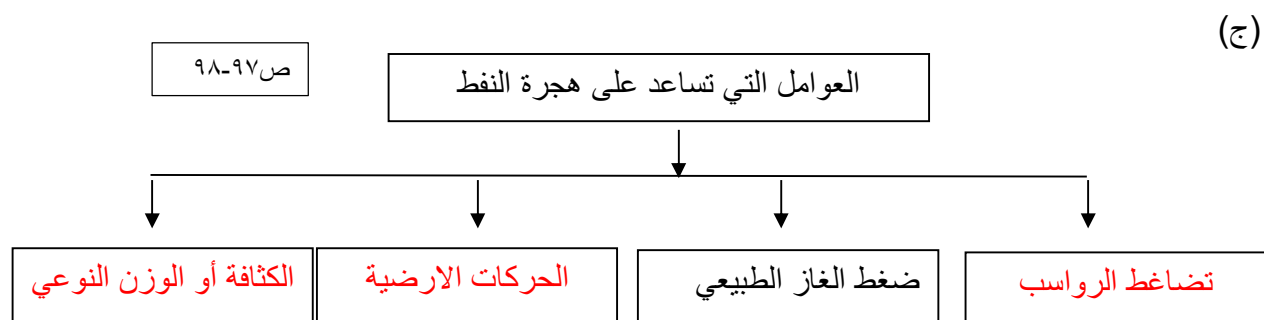 (ج)
ص٩٧-٩٨
العوامل التي تساعد على هجرة النفط
تضاغط الرواسب
ضغط الغاز الطبيعي
الحركات الارضية
الكثافة أو الوزن النوعي